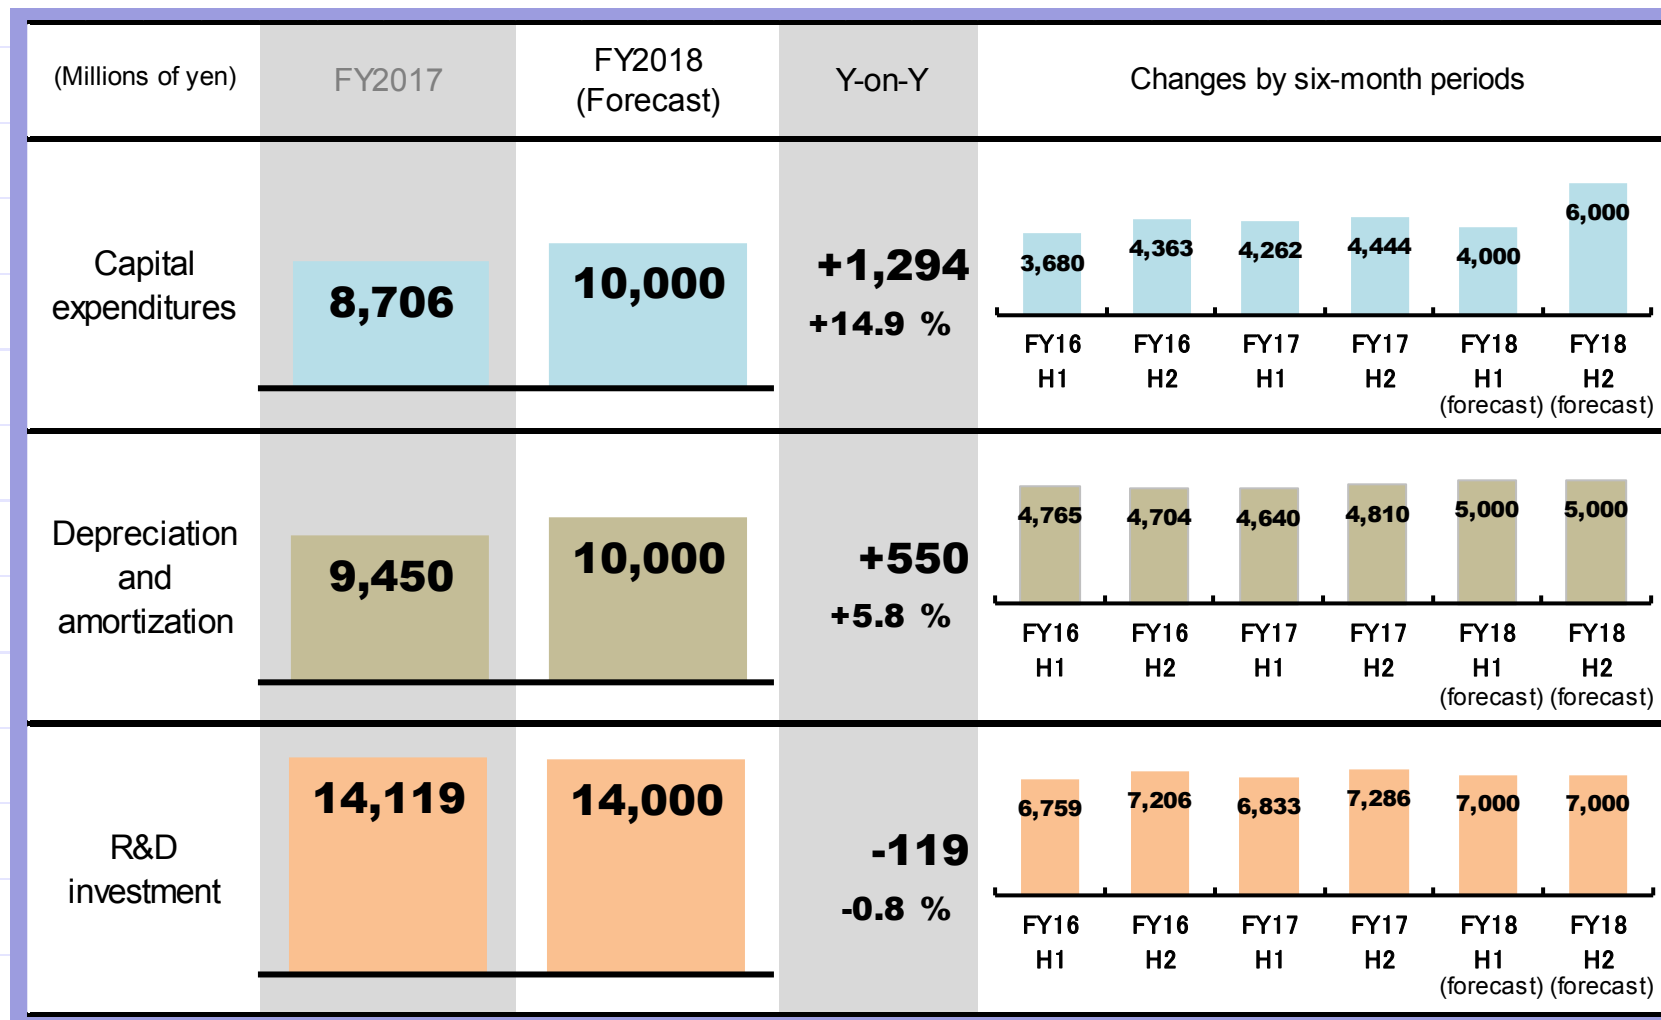 (Millions of yen)
FY2017
FY2018
(Forecast)
Y-on-Y
Changes by six-month periods
Capital
expenditures
8,706
10,000
+1,294
+14.9 %
3,680
4,363
4,262
4,444
4,000
6,000
FY16 FY16 FY17 FY17 FY18 FY18
H1 H2 H1 H2 H1 H2
(forecast) (forecast)
Depreciation
and
amortization
9,450
10,000
+550
+5.8 %
4,765
4,704
4,640
4,810
5,000
5,000
FY16 FY16 FY17 FY17 FY18 FY18
H1 H2 H1 H2 H1 H2
(forecast) (forecast)
R&D
investment
14,119
14,000
-119
-0.8 %
6,759
7,206
6,833
7,286
7,000
7,000
FY16 FY16 FY17 FY17 FY18 FY18
H1 H2 H1 H2 H1 H2
(forecast) (forecast)